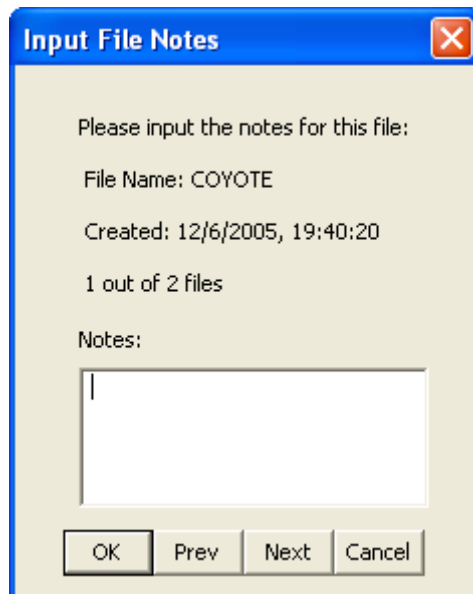 Input File Notes
Please input the notes for this file:
File Name: COYOTE
Created: 12/6/2005, 19:40:20
1 out of 2 files
Notes:
OK Prev Next Cancel